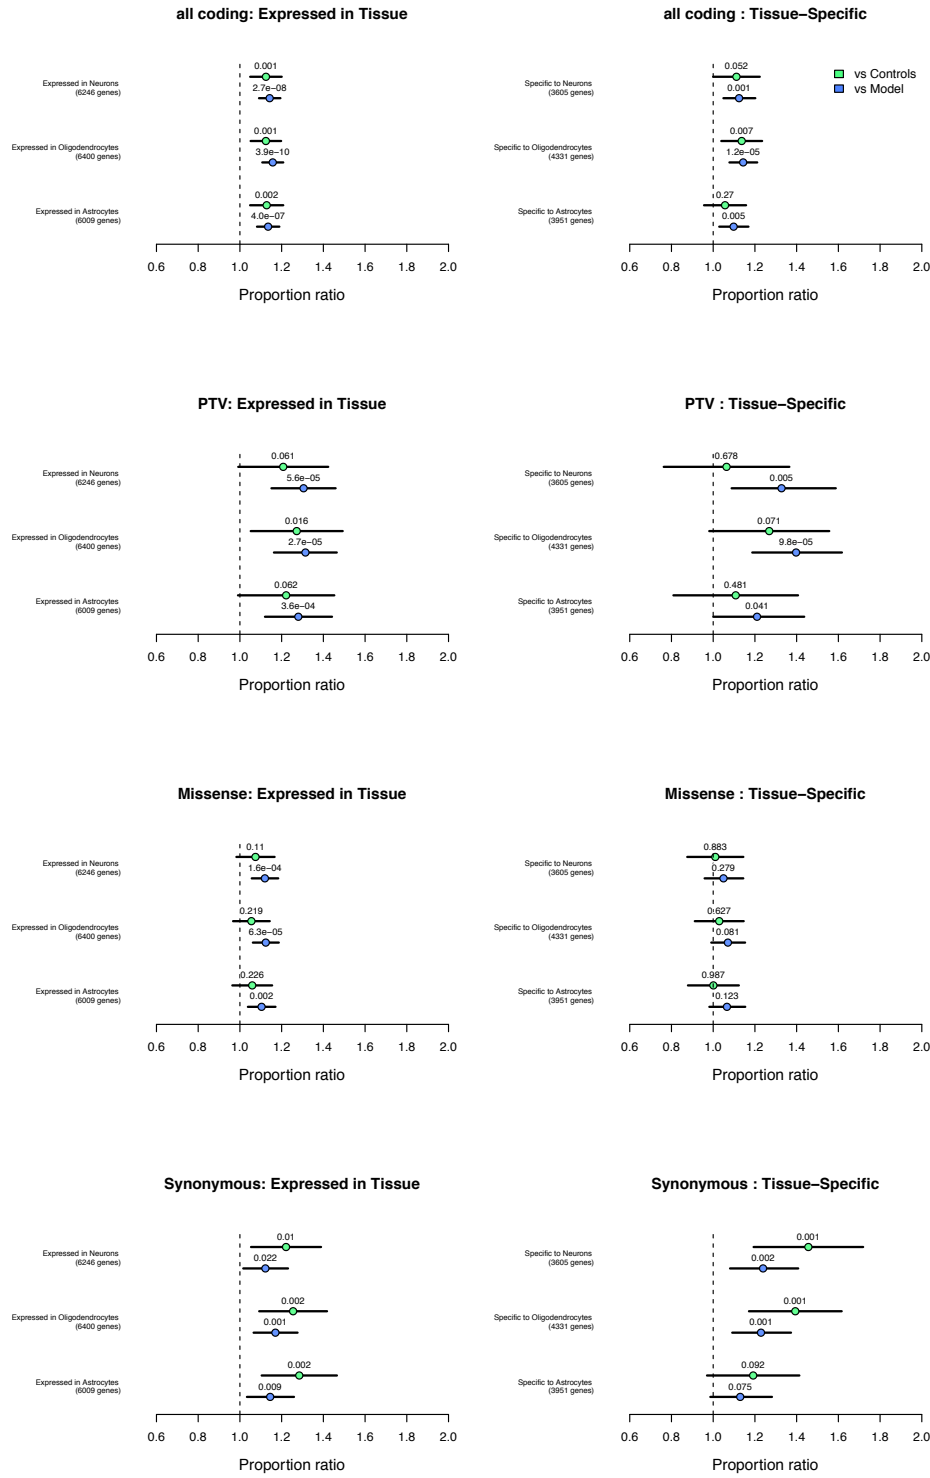 all coding: Expressed in Tissue
0.001
Expressed in Neurons
(6246 genes)
2.7e−08
0.001
Expressed in Oligodendrocytes
(6400 genes)
3.9e−10
0.002
Expressed in Astrocytes
(6009 genes)
4.0e−07
0.6 1.0 1.2 1.4 1.6 1.8 2.0
Proportion ratio
all coding : Tissue−Specific
vs Controls
vs Model
0.052
Specific to Neurons
(3605 genes)
0.001
0.007
Specific to Oligodendrocytes
(4331 genes)
1.2e−05
0.27
Specific to Astrocytes
(3951 genes)
0.005
0.6 1.0 1.2 1.4 1.6 1.8 2.0
Proportion ratio
PTV: Expressed in Tissue
0.061
Expressed in Neurons
(6246 genes)
5.6e−05
0.016
Expressed in Oligodendrocytes
(6400 genes)
2.7e−05
0.062
Expressed in Astrocytes
(6009 genes)
3.6e−04
0.6 1.0 1.2 1.4 1.6 1.8 2.0
Proportion ratio
PTV : Tissue−Specific
0.678
Specific to Neurons
(3605 genes)
0.005
0.071
Specific to Oligodendrocytes
(4331 genes)
9.8e−05
0.481
Specific to Astrocytes
(3951 genes)
0.041
0.6 1.0 1.2 1.4 1.6 1.8 2.0
Proportion ratio
Missense: Expressed in Tissue
0.11
Expressed in Neurons
(6246 genes)
1.6e−04
0.219
Expressed in Oligodendrocytes
(6400 genes)
6.3e−05
0.226
Expressed in Astrocytes
(6009 genes)
0.002
0.6 1.0 1.2 1.4 1.6 1.8 2.0
Proportion ratio
Missense : Tissue−Specific
0.883
Specific to Neurons
(3605 genes)
0.279
0.627
Specific to Oligodendrocytes
(4331 genes)
0.081
0.987
Specific to Astrocytes
(3951 genes)
0.123
0.6 1.0 1.2 1.4 1.6 1.8 2.0
Proportion ratio
Synonymous: Expressed in Tissue
0.01
Expressed in Neurons
(6246 genes)
0.022
0.002
Expressed in Oligodendrocytes
(6400 genes)
0.001
0.002
Expressed in Astrocytes
(6009 genes)
0.009
0.6 1.0 1.2 1.4 1.6 1.8 2.0
Proportion ratio
Synonymous : Tissue−Specific
0.001
Specific to Neurons
(3605 genes)
0.002
0.001
Specific to Oligodendrocytes
(4331 genes)
0.001
0.092
Specific to Astrocytes
(3951 genes)
0.075
0.6 1.0 1.2 1.4 1.6 1.8 2.0
Proportion ratio